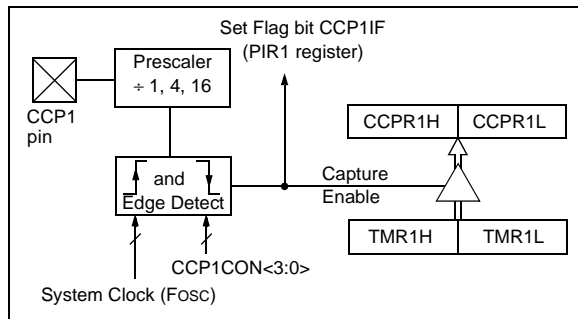 Set Flag bit CCP1IF
(PIR1 register)
Prescaler
÷ 1, 4, 16
CCP1
pin
CCPR1H
CCPR1L
and
Edge Detect
Capture
Enable
TMR1H
TMR1L
CCP1CON<3:0>
System Clock (FOSC)